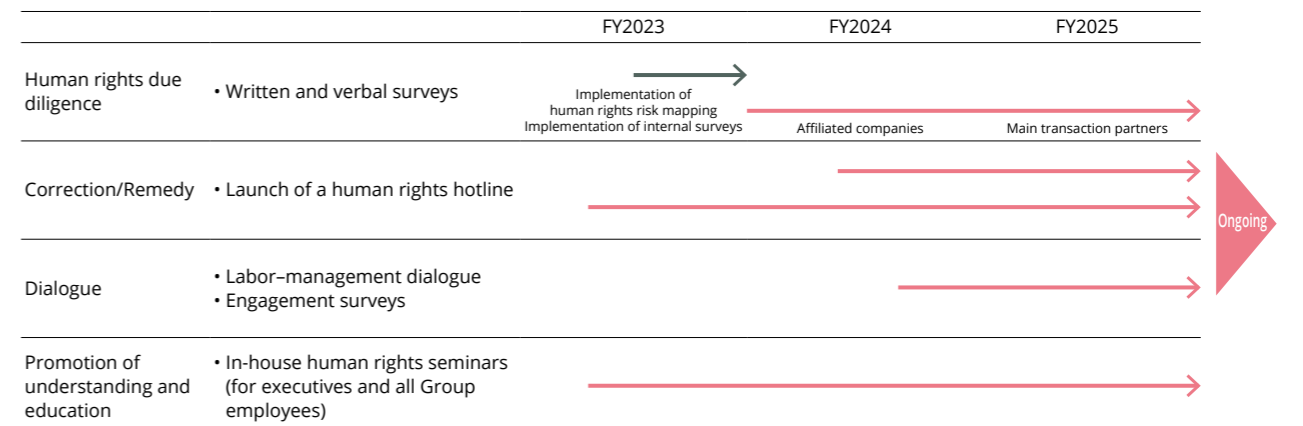 FY2023 FY2024 FY2025
Human rights due
diligence
• Written and verbal surveys
Implementation of
human rights risk mapping
Implementation of internal surveys
Affiliated companies
Main transaction partners
Correction/Remedy
• Launch of a human rights hotline
Ongoing
Dialogue
• Labor–management dialogue
• Engagement surveys
Promotion of
understanding and
education
• In-house human rights seminars
(for executives and all Group
employees)